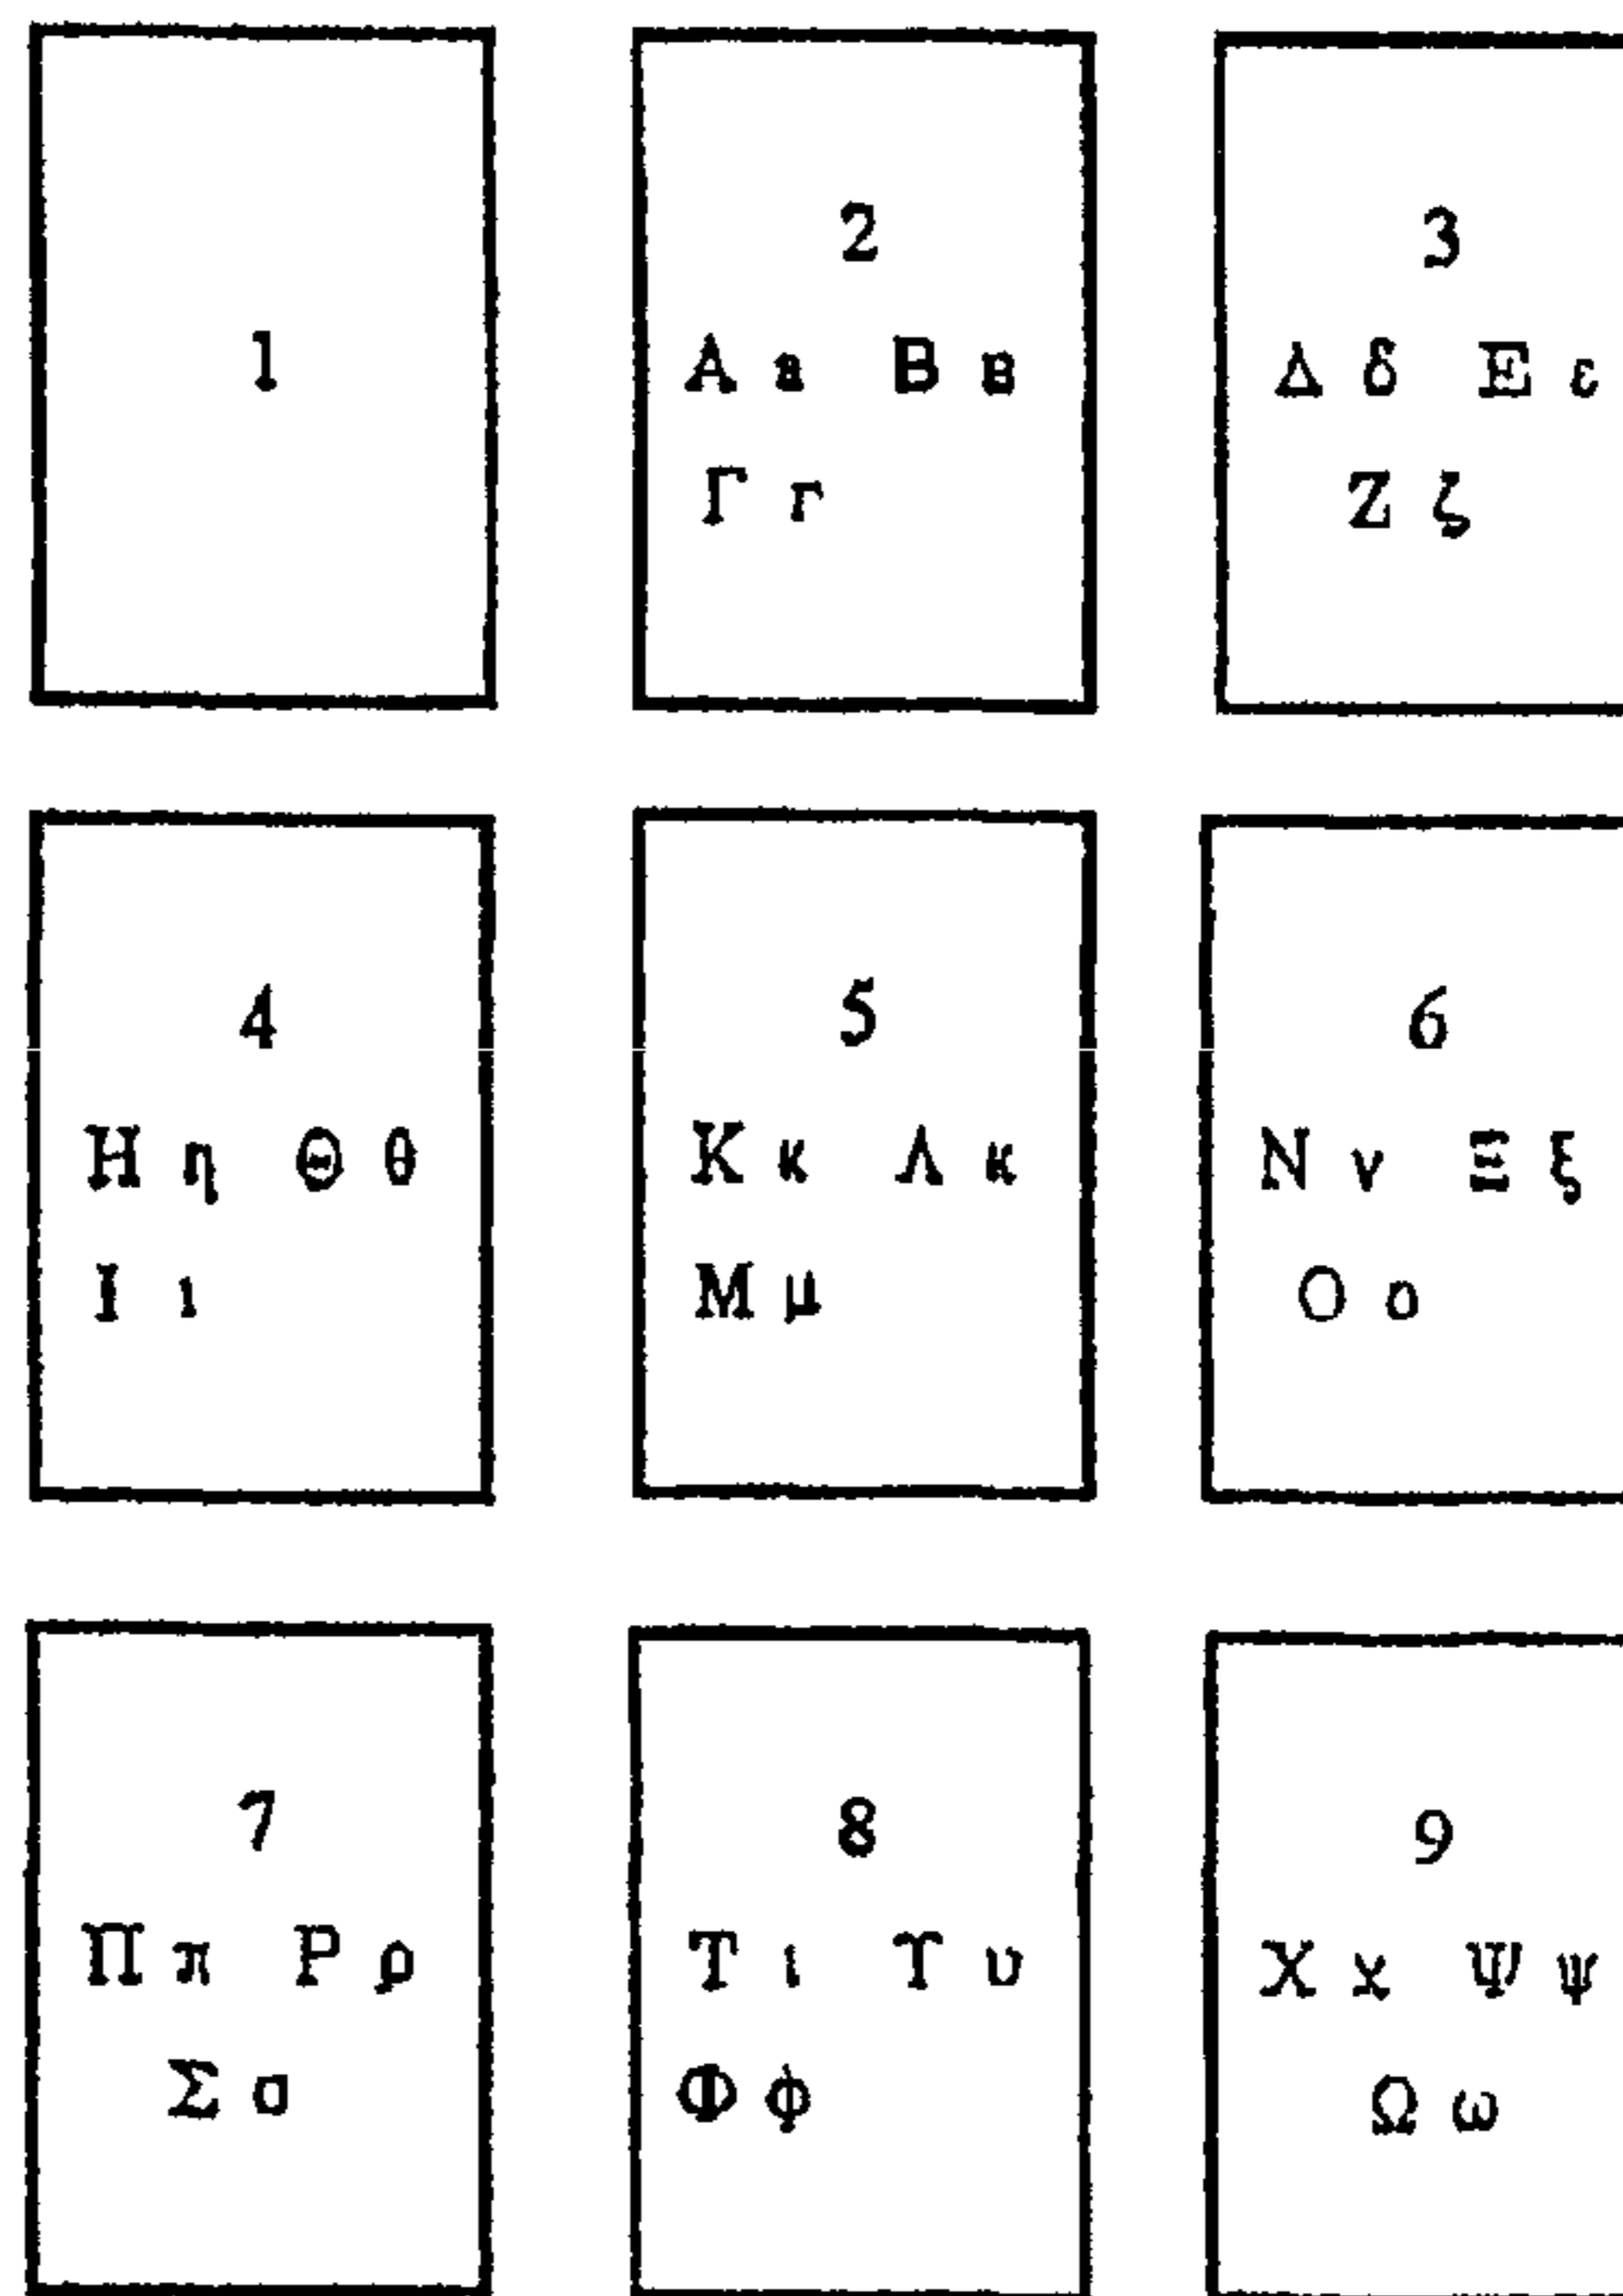 1
2
Α a Β в
Γ г
3
Δ δ Ε ε
Ζ ζ
4
Η η Θ θ
Ι ι
5
Κ κ Λ κ
Μ μ
6
Ν ν Ξ ξ
Ο ο
7
Π π Ρ ρ
Σ σ
8
Τ ι Υ υ
Φ φ
9
Χ χ Ψ ψ
Ω ω